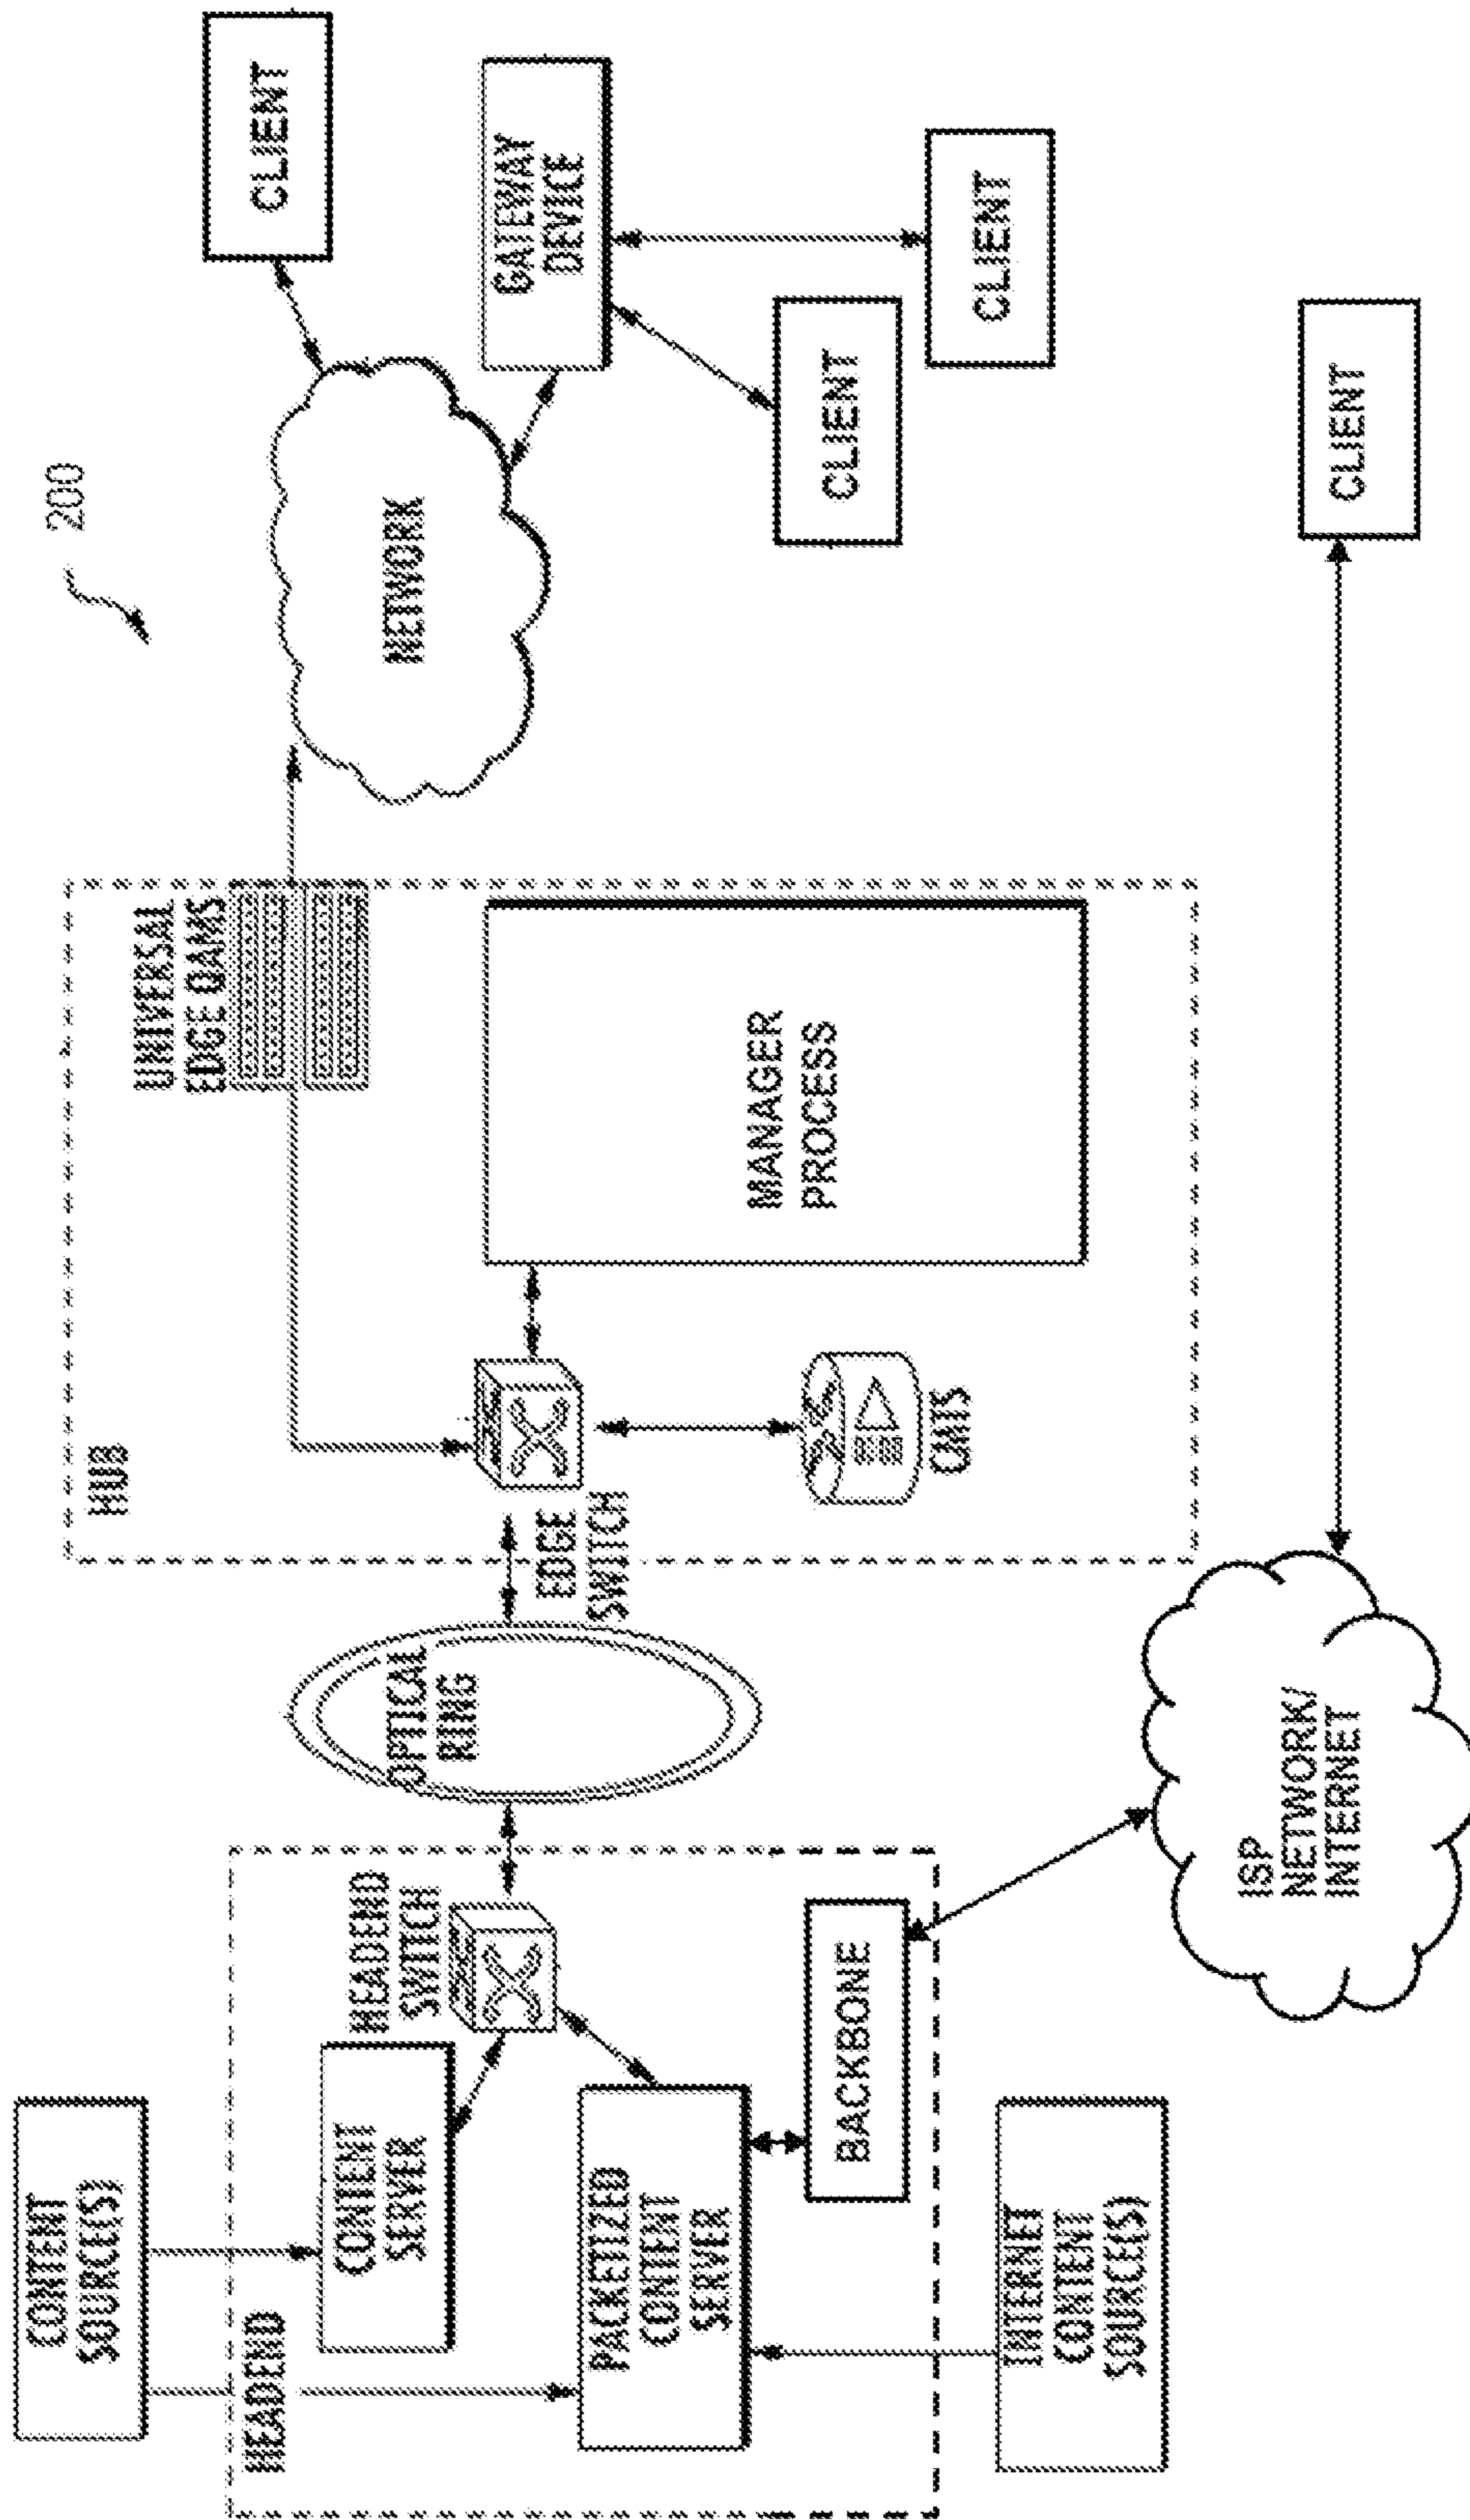 200
CONTENT
SOURCE(S)
HEADEND
CONTENT
SERVER
HEADEND
SWITCH
PACKETIZED
CONTENT
SERVER
BACKBONE
INTERNET
CONTENT
SOURCE(S)
OPTICAL
RING
ISP
NETWORK/
INTERNET
HUB
EDGE
SWITCH
CMTS
UNIVERSAL
EDGE QAMS
MANAGER
PROCESS
NETWORK
CLIENT
GATEWAY
DEVICE
CLIENT
CLIENT
CLIENT